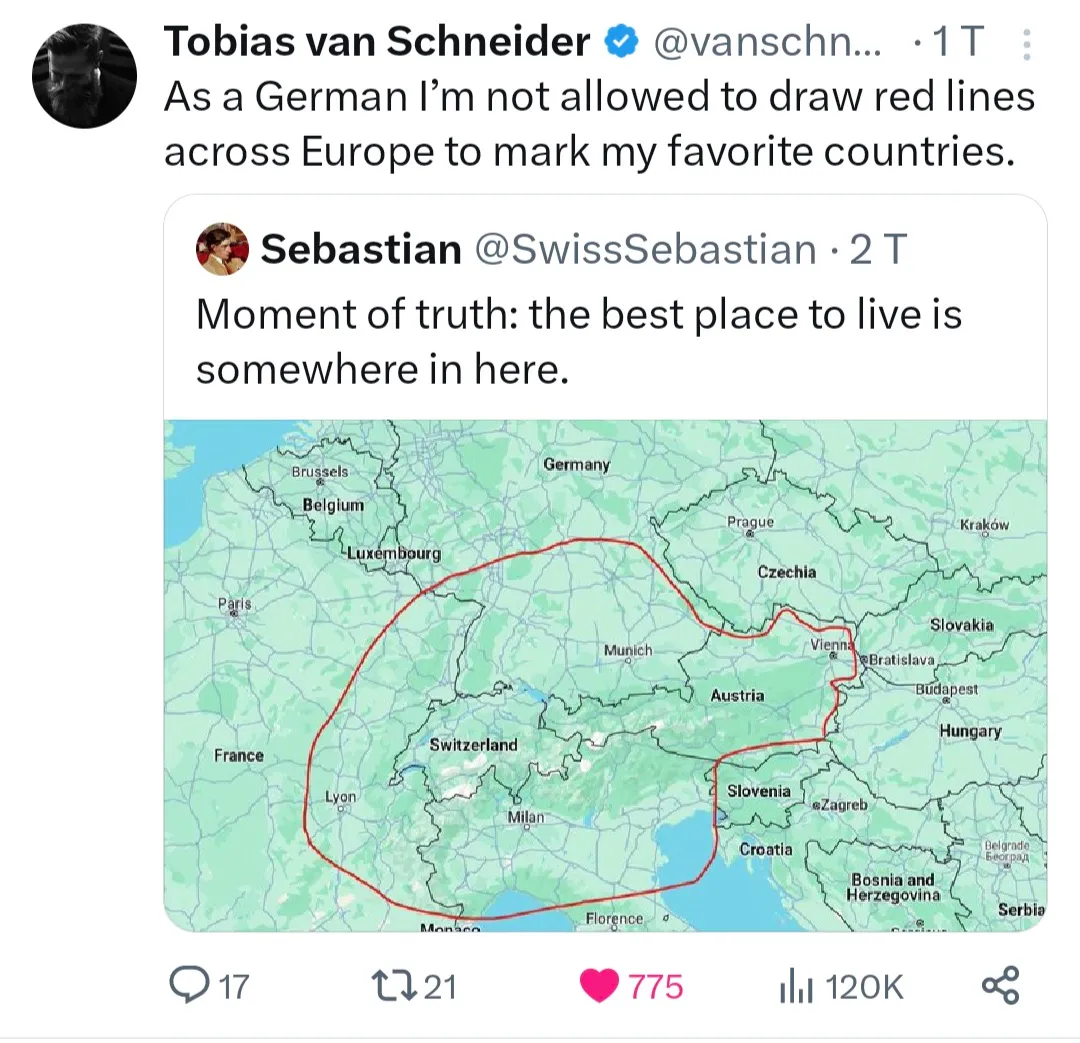 Tobias van Schneider @vanschn... · 1 T
As a German I’m not allowed to draw red lines
across Europe to mark my favorite countries.
Sebastian @SwissSebastian · 2 T
Moment of truth: the best place to live is
somewhere in here.
Germany
Brussels
Belgium
Prague
Kraków
Luxembourg
Czechia
Paris
Slovakia
Munich
Vienna
Bratislava
Austria
Budapest
Switzerland
Hungary
France
Lyon
Slovenia
Zagreb
Milan
Croatia
Belgrade
Београд
Bosnia and
Herzegovina
Florence
Serbia
Monaco
17 21 775 120K